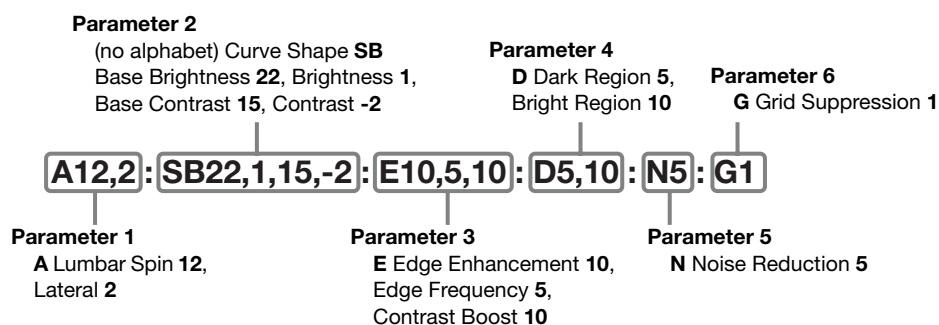 Parameter 2
(no alphabet) Curve Shape SB
Base Brightness 22, Brightness 1,
Base Contrast 15, Contrast -2
Parameter 4
D Dark Region 5,
Bright Region 10
Parameter 6
G Grid Suppression 1
A12,2:SB22,1,15,-2:E10,5,10:D5,10:N5:G1
Parameter 1
A Lumbar Spin 12,
Lateral 2
Parameter 3
E Edge Enhancement 10,
Edge Frequency 5,
Contrast Boost 10
Parameter 5
N Noise Reduction 5